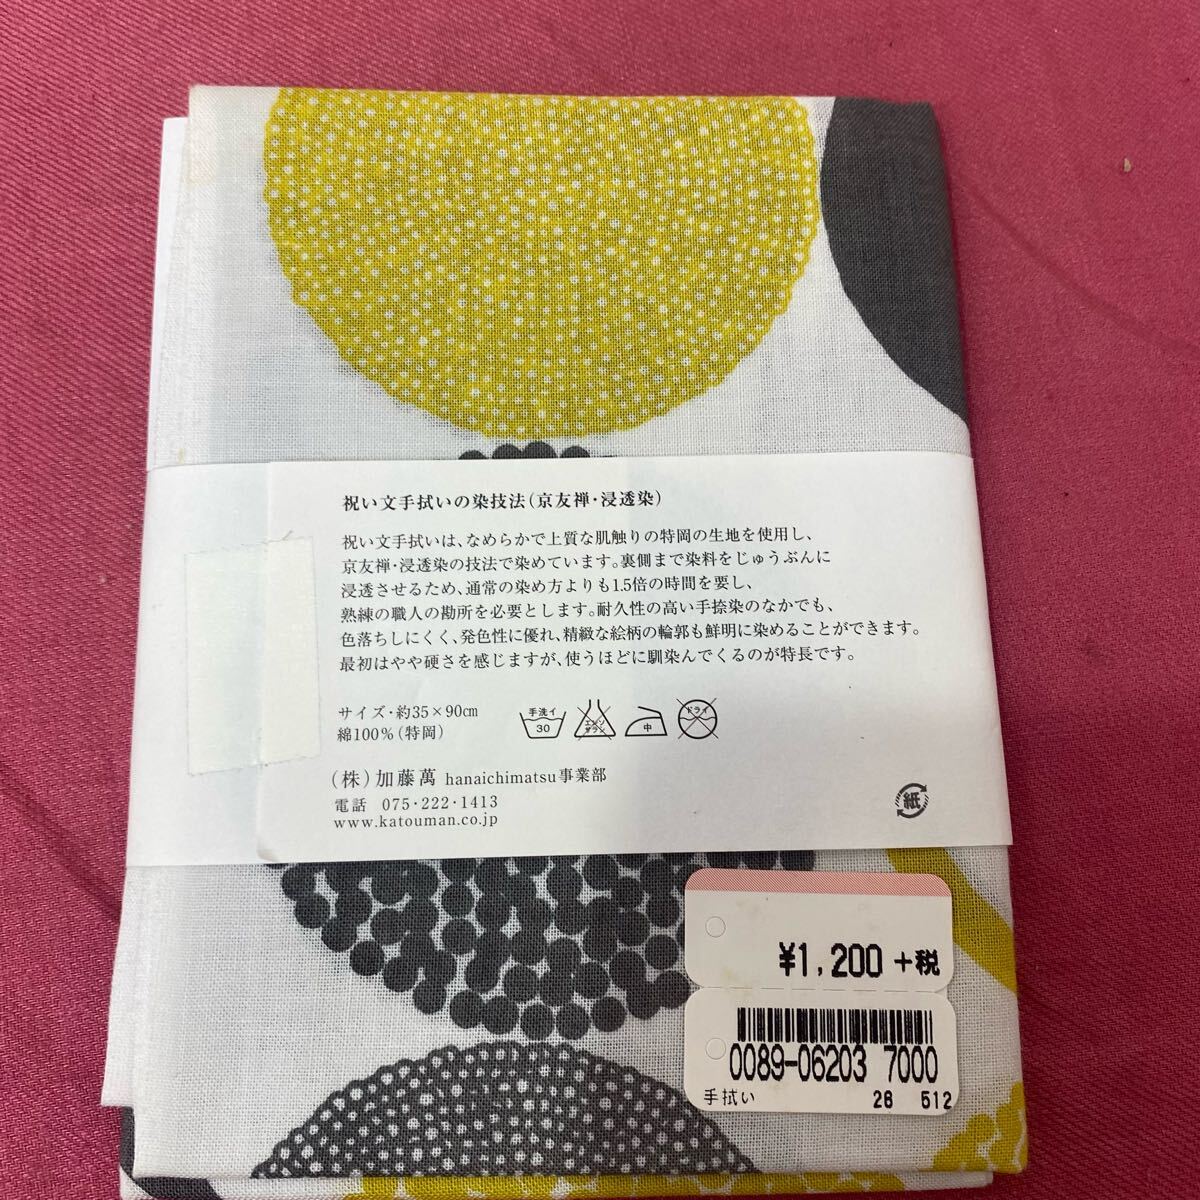 祝い文手拭いの染技法(京友禅・浸透染)
祝い文手拭いは、なめらかで上質な肌触りの特岡の生地を使用し、
京友禅・浸透染の技法で染めています。裏側まで染料をじゅうぶんに
浸透させるため、通常の染め方よりも1.5倍の時間を要し、
熟練の職人の勘所を必要とします。耐久性の高い手捺染のなかでも、
色落ちしにくく、発色性に優れ、精緻な絵柄の輪郭も鮮明に染めることができます。
最初はやや硬さを感じますが、使うほどに馴染んでくるのが特長です。
サイズ・約35×90㎝
綿100%(特岡)
手洗イ
30
エンソ
サラシ
中
ドライ
(株)加藤萬 hanaichimatsu事業部
電話 075・222・1413
www.katouman.co.jp
紙
¥1,200 +税
0089-06203 7000
手拭い 26 512